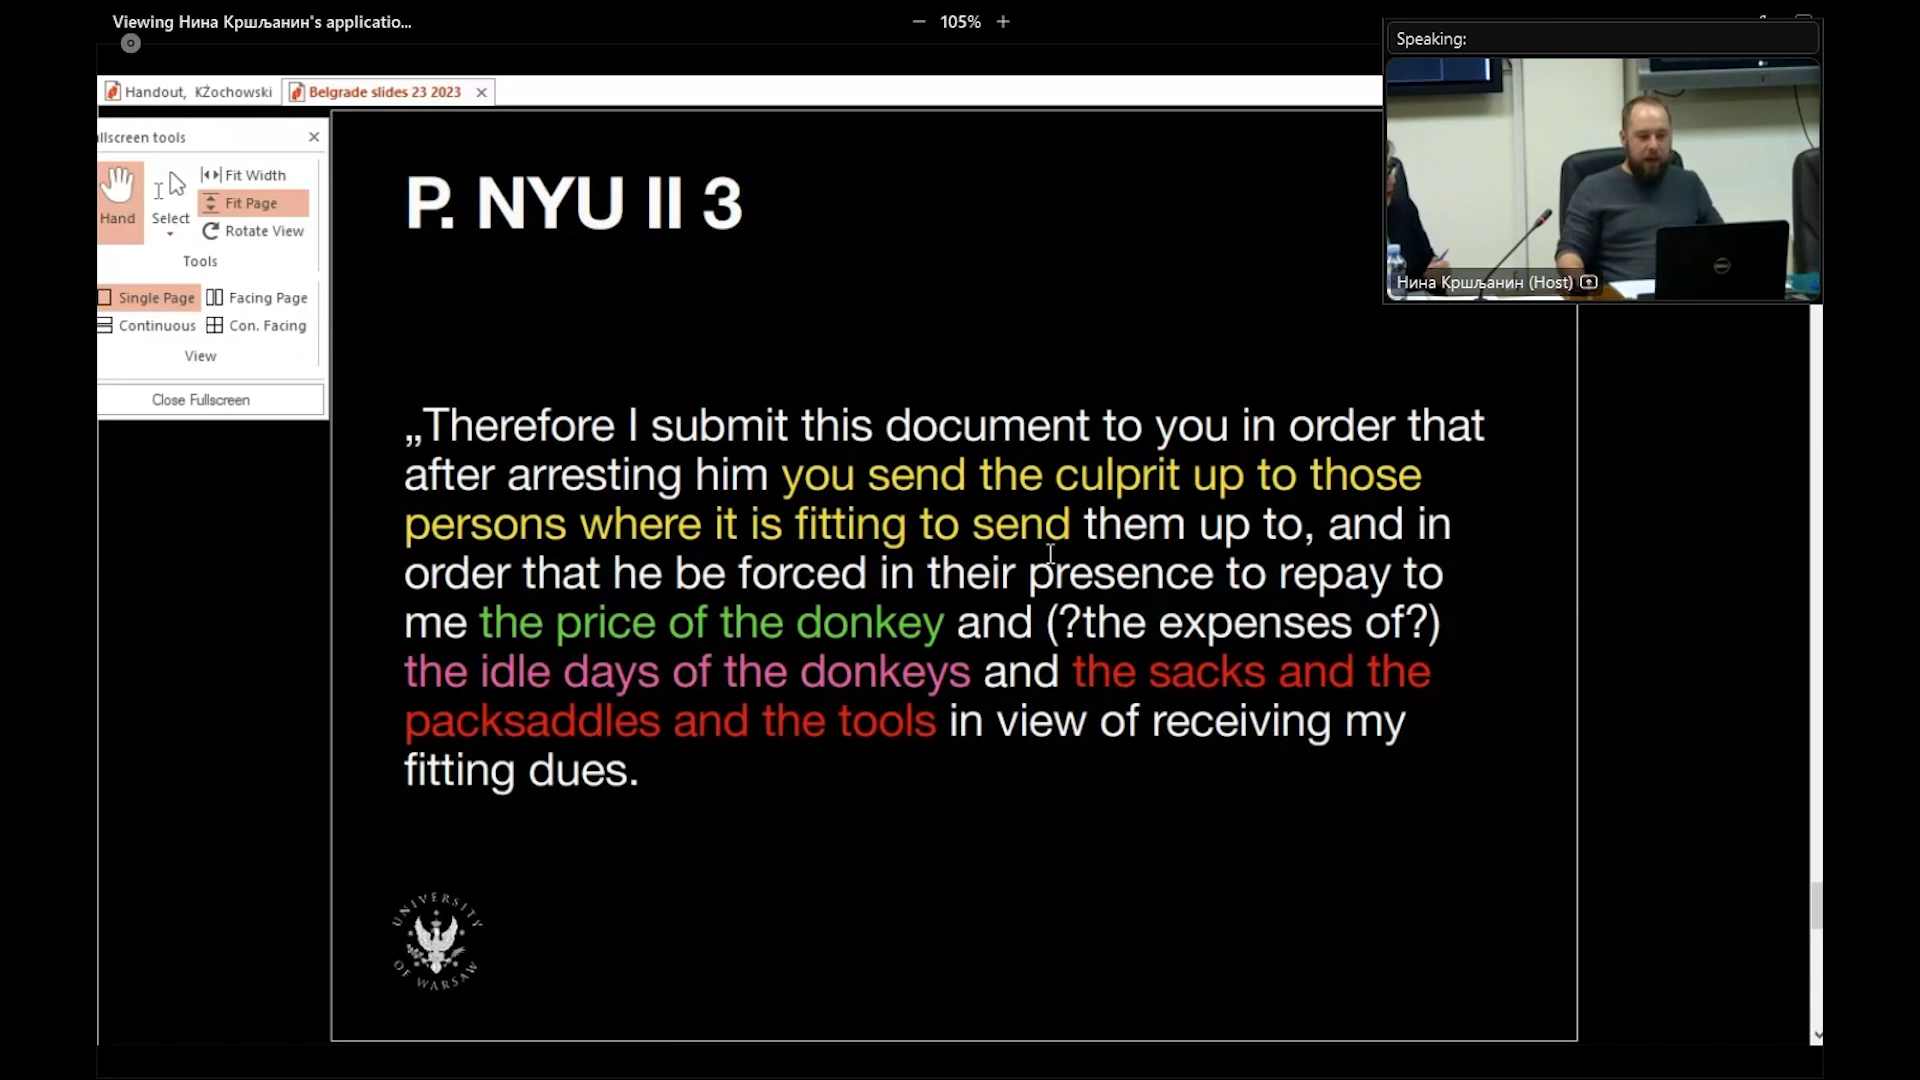 Viewing Нина Кршљанин's applicatio...
105%
Speaking:
Handout, KŻochowski
Belgrade slides 23 2023
llscreen tools
Hand
Select
Fit Width
Fit Page
Rotate View
Tools
Single Page
Facing Page
Continuous
Con. Facing
View
Close Fullscreen
Нина Кршљанин (Host)
P. NYU II 3
„Therefore I submit this document to you in order that
after arresting him you send the culprit up to those
persons where it is fitting to send them up to, and in
order that he be forced in their presence to repay to
me the price of the donkey and (?the expenses of?)
the idle days of the donkeys and the sacks and the
packsaddles and the tools in view of receiving my
fitting dues.
UNIVERSITY
OF WARSAW